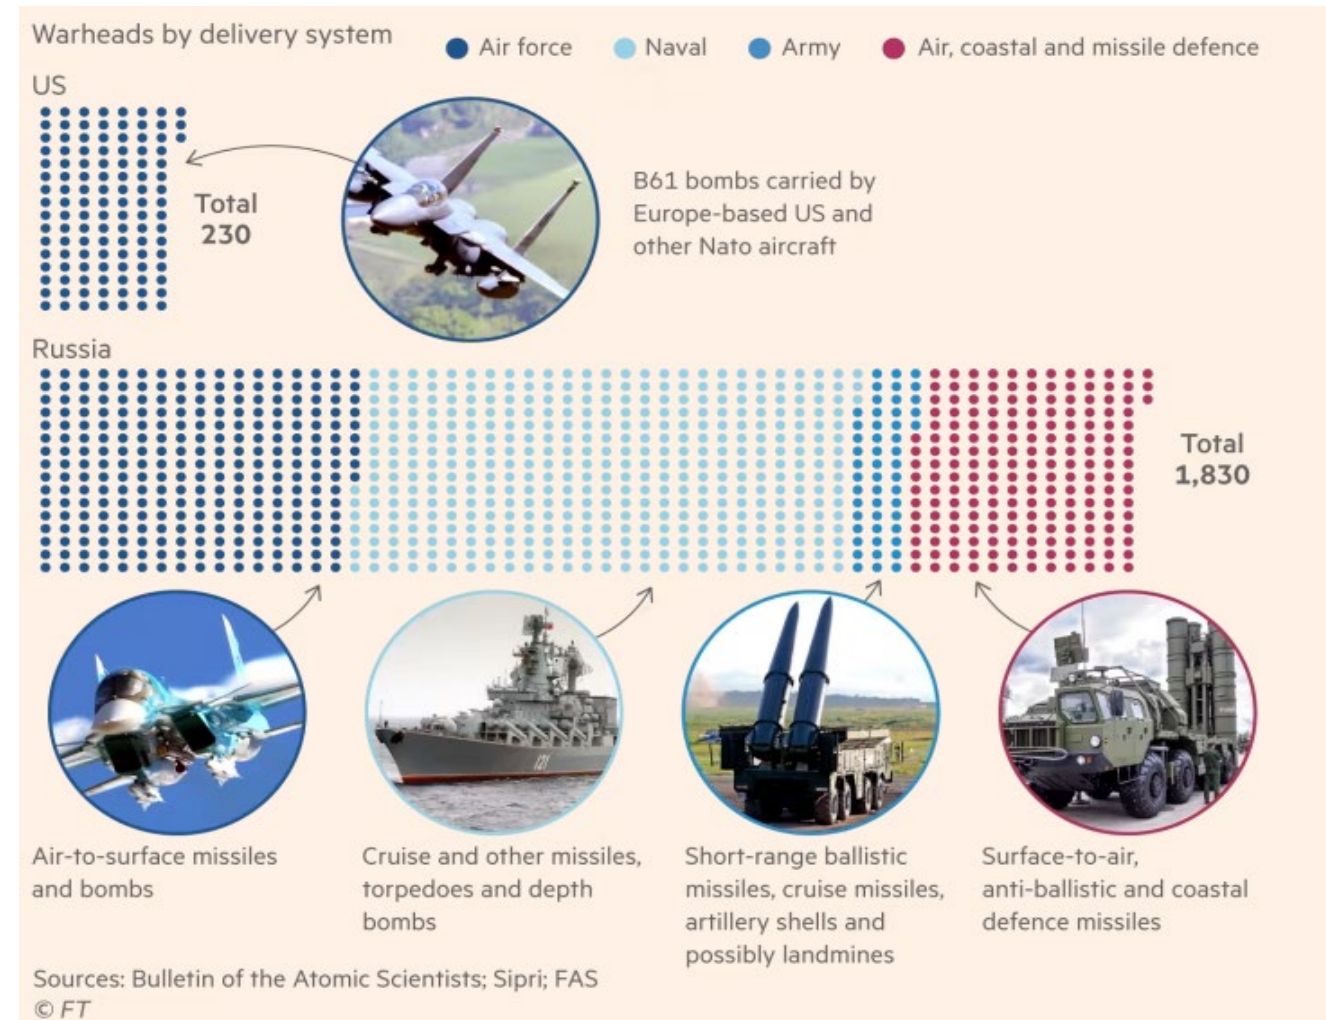 Warheads by delivery system
Air force
Naval
Army
Air, coastal and missile defence
US
Total
230
B61 bombs carried by
Europe-based US and
other Nato aircraft
Russia
Total
1,830
121
Air-to-surface missiles
and bombs
Cruise and other missiles,
torpedoes and depth
bombs
Short-range ballistic
missiles, cruise missiles,
artillery shells and
possibly landmines
Surface-to-air,
anti-ballistic and coastal
defence missiles
Sources: Bulletin of the Atomic Scientists; Sipri; FAS
© FT